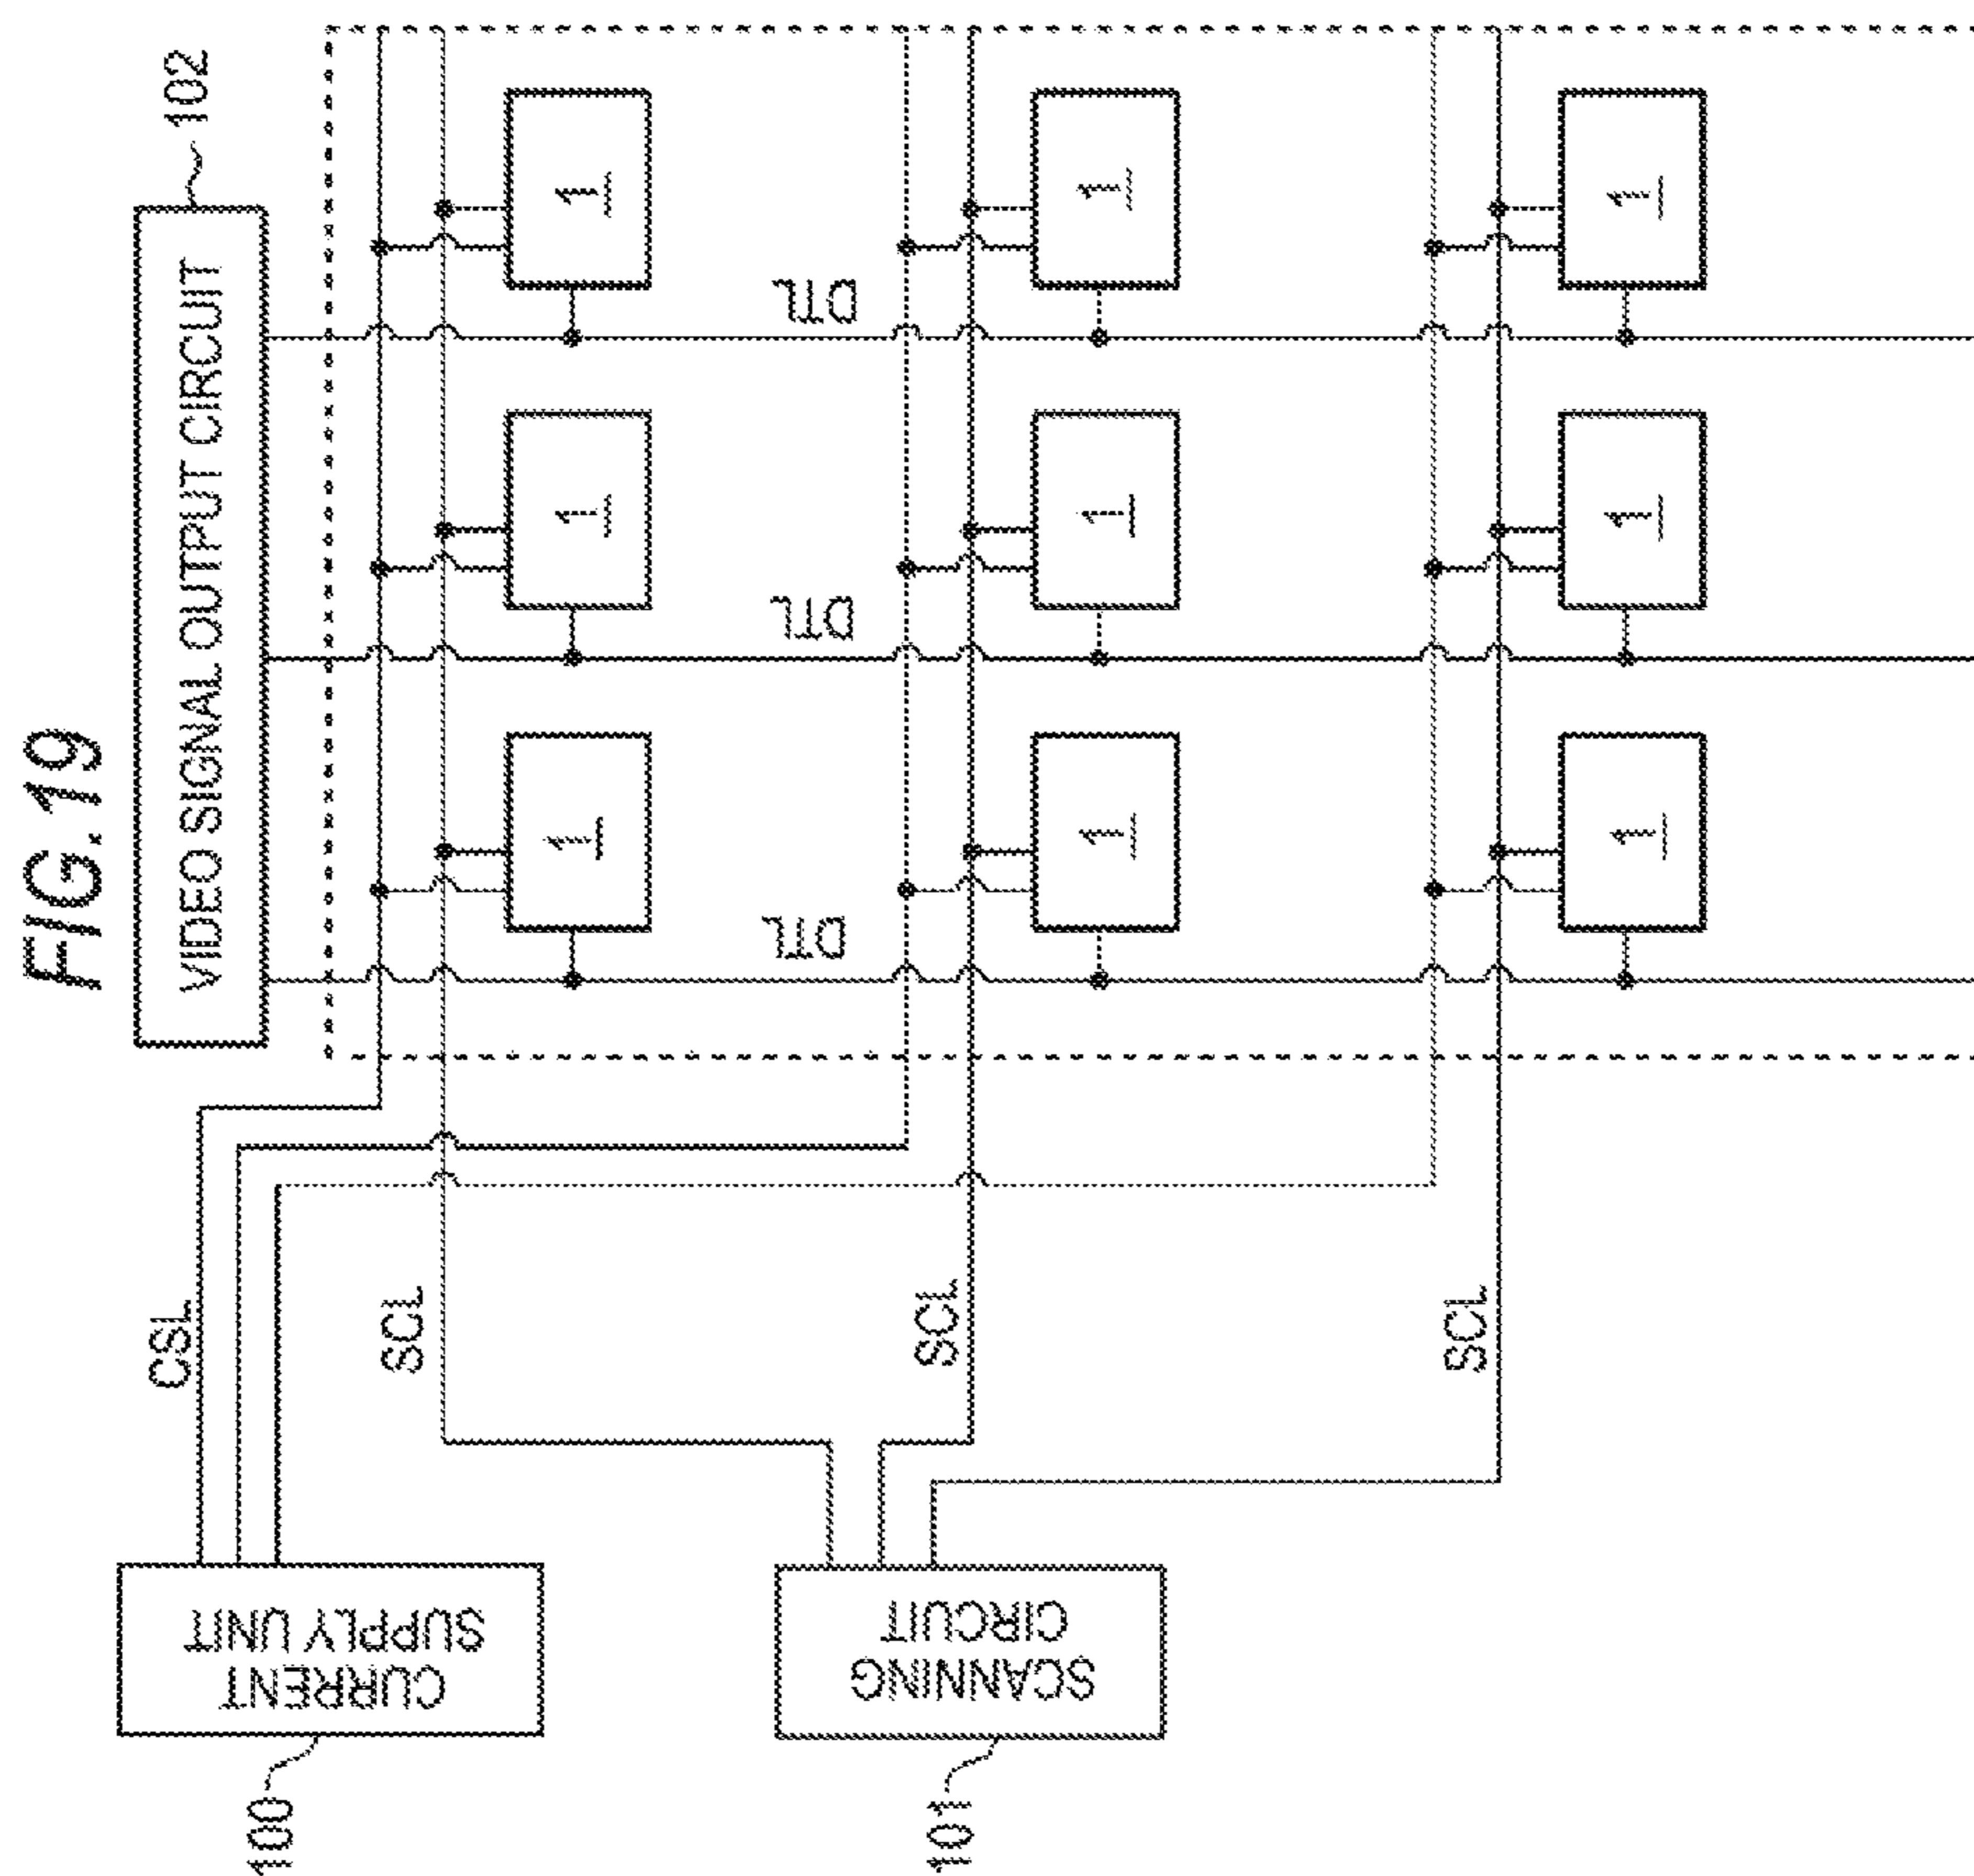 FIG. 19
VIDEO SIGNAL OUTPUT CIRCUIT
102
CSL
SCL
SCL
SCL
DTL
DTL
DTL
1
1
1
1
1
1
1
1
1
CURRENT
SUPPLY UNIT
100
SCANNING
CIRCUIT
101